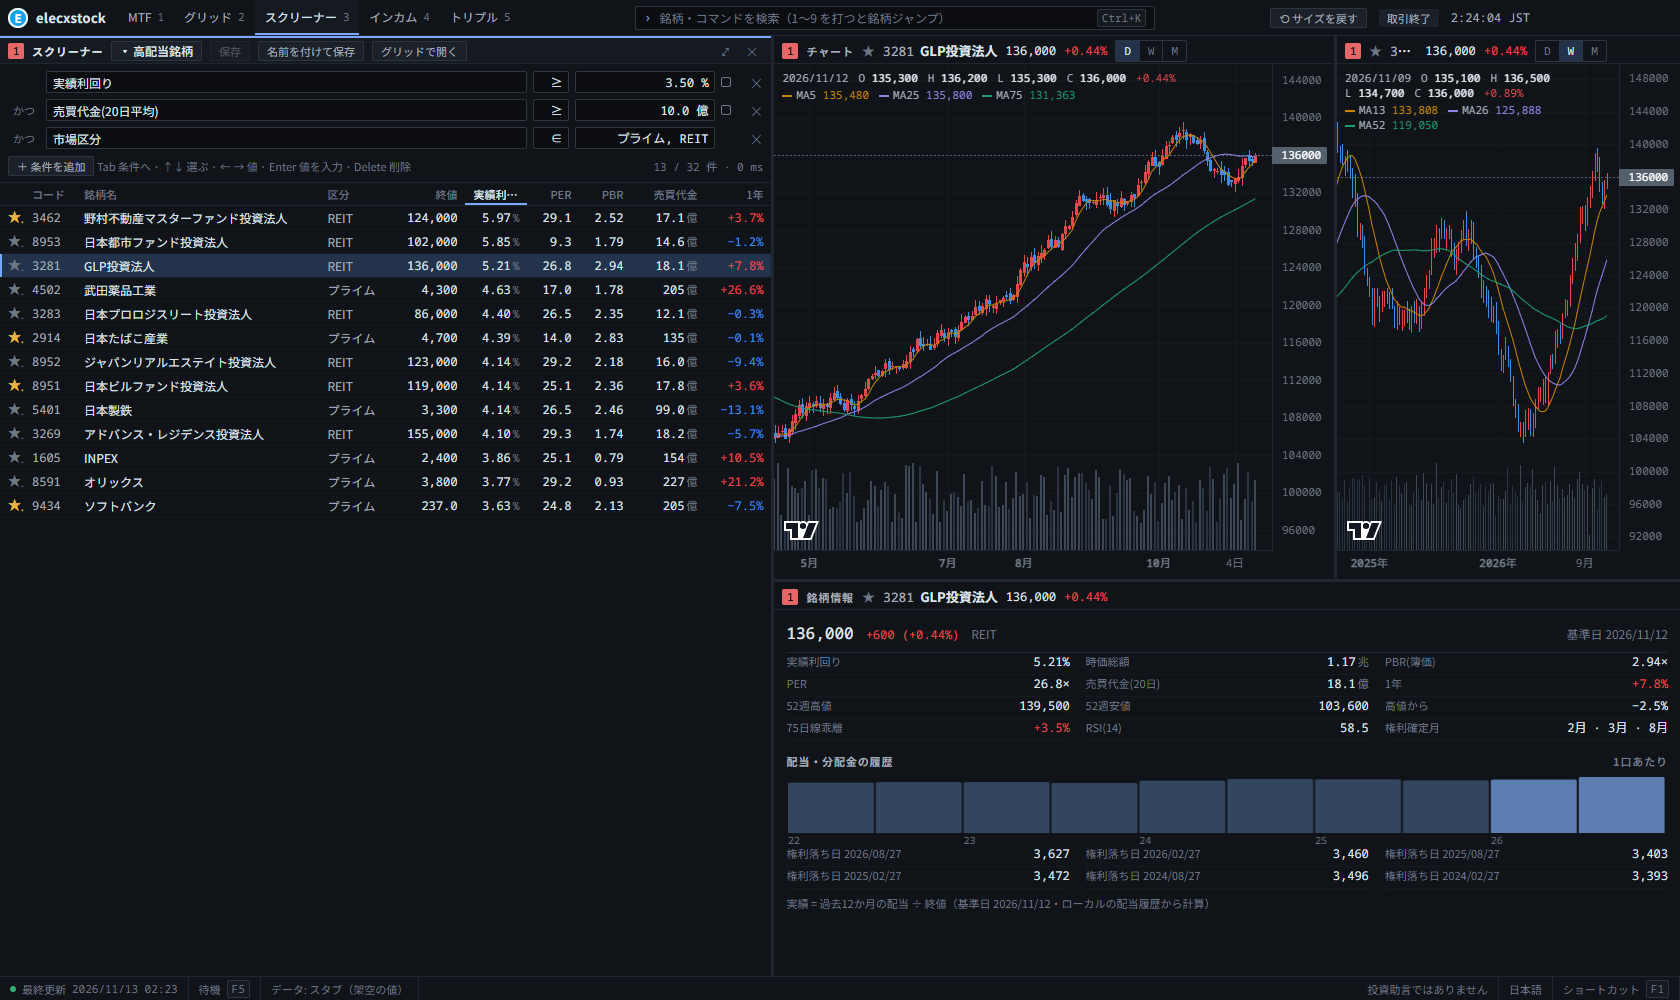 elecxstock MTF 1 グリッド 2 スクリーナー 3 インカム 4 トリプル 5 › 銘柄・コマンドを検索（1〜9 を打つと銘柄ジャンプ） Ctrl+K サイズを戻す 取引終了 2:24:04 JST
1 スクリーナー 高配当銘柄 保存 名前を付けて保存 グリッドで開く
実績利回り ≥ 3.50 %
かつ 売買代金(20日平均) ≥ 10.0 億
かつ 市場区分 ∈ プライム, REIT
＋ 条件を追加 Tab 条件へ · ↑↓ 選ぶ · ←→ 値 · Enter 値を入力 · Delete 削除 13 / 32 件 · 0 ms
コード 銘柄名 区分 終値 実績利… PER PBR 売買代金 1年
3462 野村不動産マスターファンド投資法人 REIT 124,000 5.97% 29.1 2.52 17.1億 +3.7%
8953 日本都市ファンド投資法人 REIT 102,000 5.85% 9.3 1.79 14.6億 −1.2%
3281 GLP投資法人 REIT 136,000 5.21% 26.8 2.94 18.1億 +7.8%
4502 武田薬品工業 プライム 4,300 4.63% 17.0 1.78 205億 +26.6%
3283 日本プロロジスリート投資法人 REIT 86,000 4.40% 26.5 2.35 12.1億 −0.3%
2914 日本たばこ産業 プライム 4,700 4.39% 14.0 2.83 135億 −0.1%
8952 ジャパンリアルエステイト投資法人 REIT 123,000 4.14% 29.2 2.18 16.0億 −9.4%
8951 日本ビルファンド投資法人 REIT 119,000 4.14% 25.1 2.36 17.8億 +3.6%
5401 日本製鉄 プライム 3,300 4.14% 26.5 2.46 99.0億 −13.1%
3269 アドバンス・レジデンス投資法人 REIT 155,000 4.10% 29.3 1.74 18.2億 −5.7%
1605 INPEX プライム 2,400 3.86% 25.1 0.79 154億 +10.5%
8591 オリックス プライム 3,800 3.77% 29.2 0.93 227億 +21.2%
9434 ソフトバンク プライム 237.0 3.63% 24.8 2.13 205億 −7.5%
1 チャート ★ 3281 GLP投資法人 136,000 +0.44% D W M
2026/11/12 O 135,300 H 136,200 L 135,300 C 136,000 +0.44%
MA5 135,480 MA25 135,800 MA75 131,363
144000
140000
136000
132000
128000
124000
120000
116000
112000
108000
104000
100000
96000
5月 7月 8月 10月 4日
1 ★ 3… 136,000 +0.44% D W M
2026/11/09 O 135,100 H 136,500
L 134,700 C 136,000 +0.89%
MA13 133,808 MA26 125,888
MA52 119,050
148000
144000
140000
136000
132000
128000
124000
120000
116000
112000
108000
104000
100000
96000
92000
2025年 2026年 9月
1 銘柄情報 ★ 3281 GLP投資法人 136,000 +0.44%
136,000 +600 (+0.44%) REIT 基準日 2026/11/12
実績利回り 5.21% 時価総額 1.17兆 PBR(簿価) 2.94×
PER 26.8× 売買代金(20日) 18.1億 1年 +7.8%
52週高値 139,500 52週安値 103,600 高値から −2.5%
75日線乖離 +3.5% RSI(14) 58.5 権利確定月 2月 · 3月 · 8月
配当・分配金の履歴 1口あたり
22 23 24 25 26
権利落ち日 2026/08/27 3,627 権利落ち日 2026/02/27 3,460 権利落ち日 2025/08/27 3,403
権利落ち日 2025/02/27 3,472 権利落ち日 2024/08/27 3,496 権利落ち日 2024/02/27 3,393
実績 = 過去12か月の配当 ÷ 終値（基準日 2026/11/12・ローカルの配当履歴から計算）
最終更新 2026/11/13 02:23 待機 F5 データ: スタブ（架空の値） 投資助言ではありません 日本語 ショートカット F1